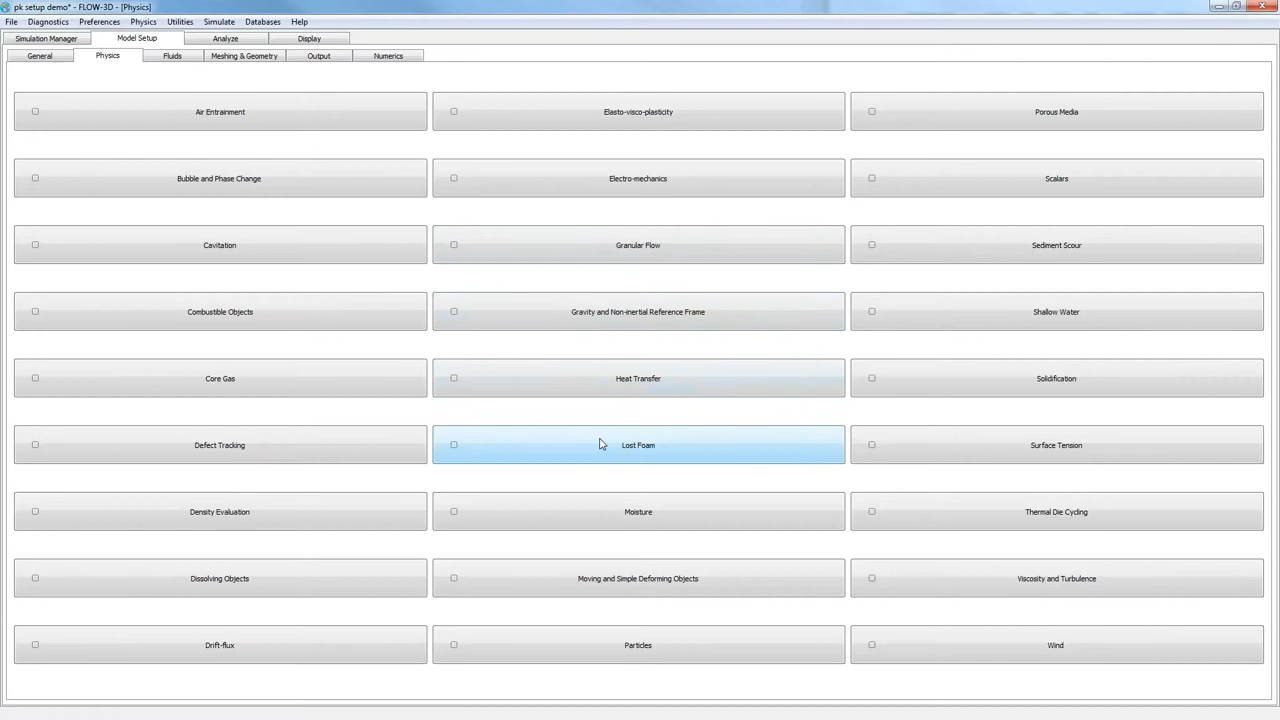 pk setup demo* - FLOW-3D - [Physics]
File Diagnostics Preferences Physics Utilities Simulate Databases Help
Simulation Manager Model Setup Analyze Display
General Physics Fluids Meshing & Geometry Output Numerics
Air Entrainment Elasto-visco-plasticity Porous Media
Bubble and Phase Change Electro-mechanics Scalars
Cavitation Granular Flow Sediment Scour
Combustible Objects Gravity and Non-inertial Reference Frame Shallow Water
Core Gas Heat Transfer Solidification
Defect Tracking Lost Foam Surface Tension
Density Evaluation Moisture Thermal Die Cycling
Dissolving Objects Moving and Simple Deforming Objects Viscosity and Turbulence
Drift-flux Particles Wind